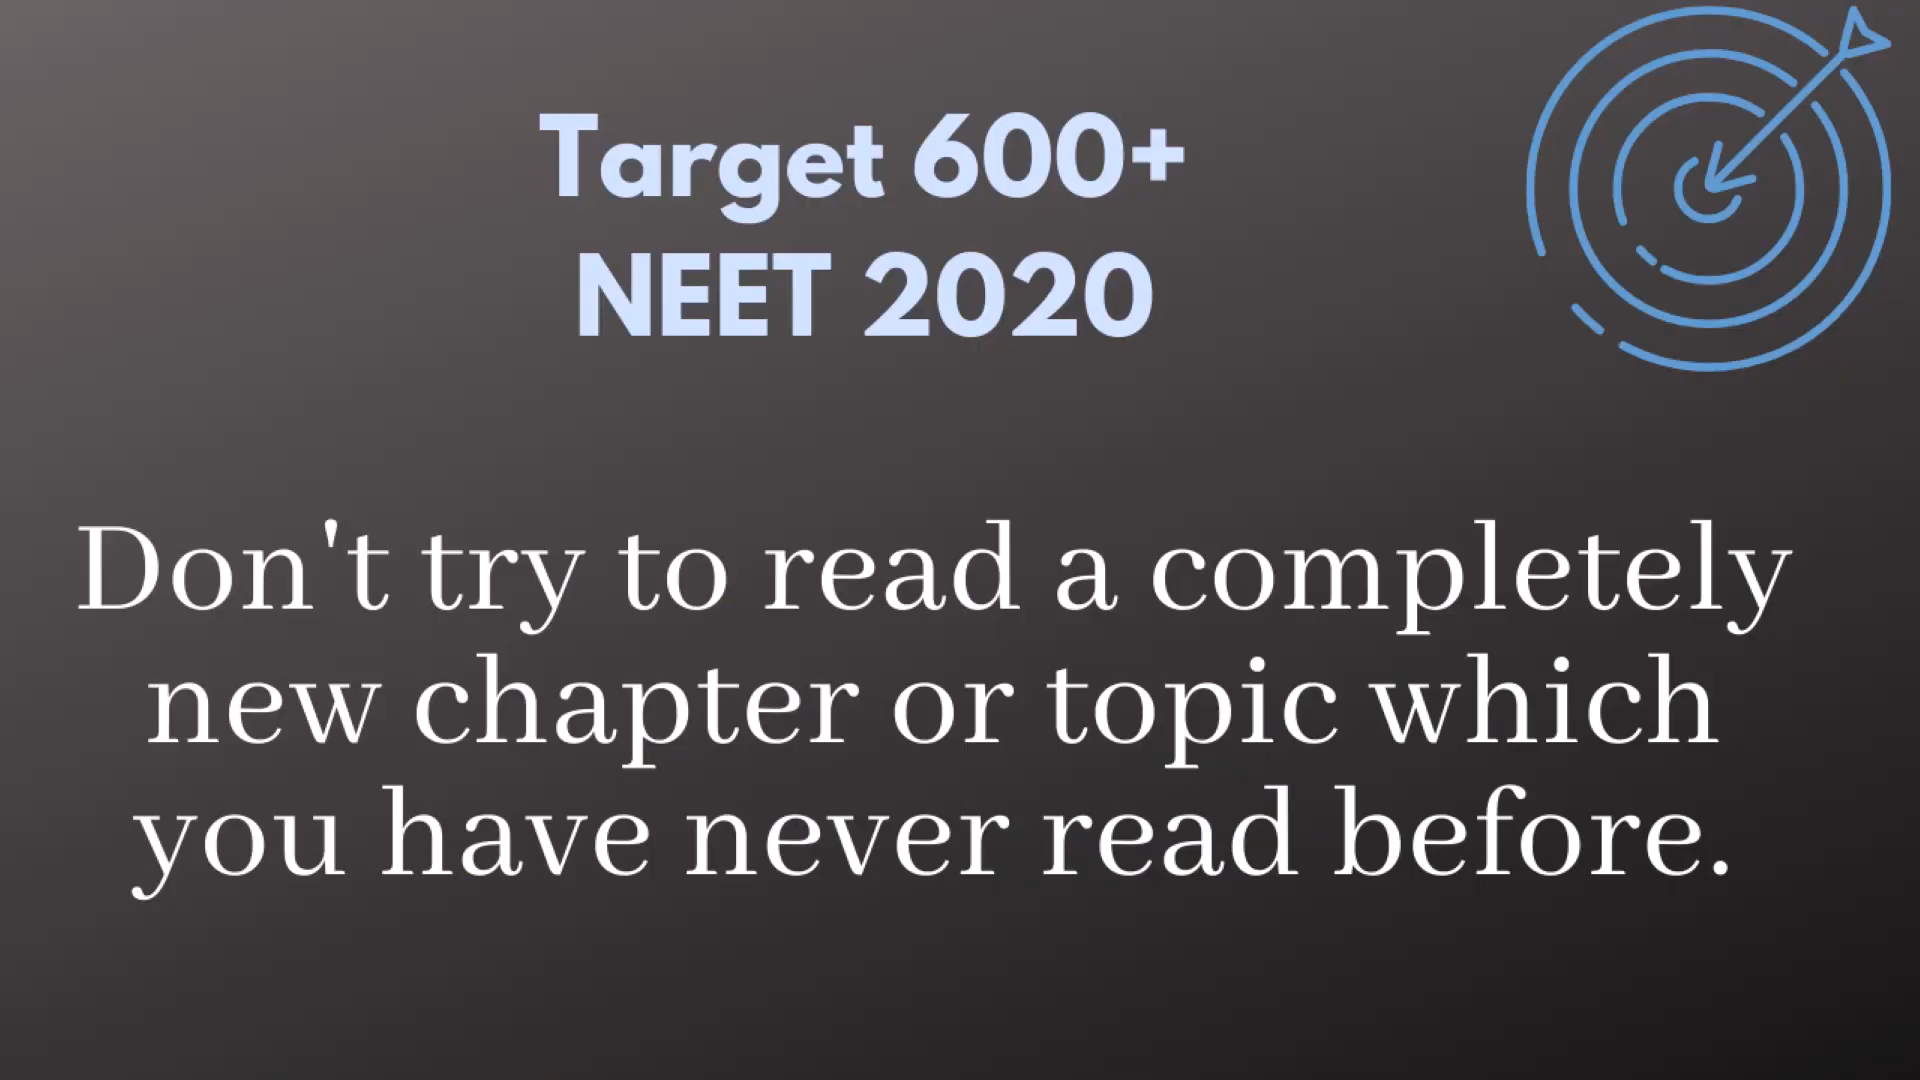 Target 600+
NEET 2020
Don't try to read a completely
new chapter or topic which
you have never read before.